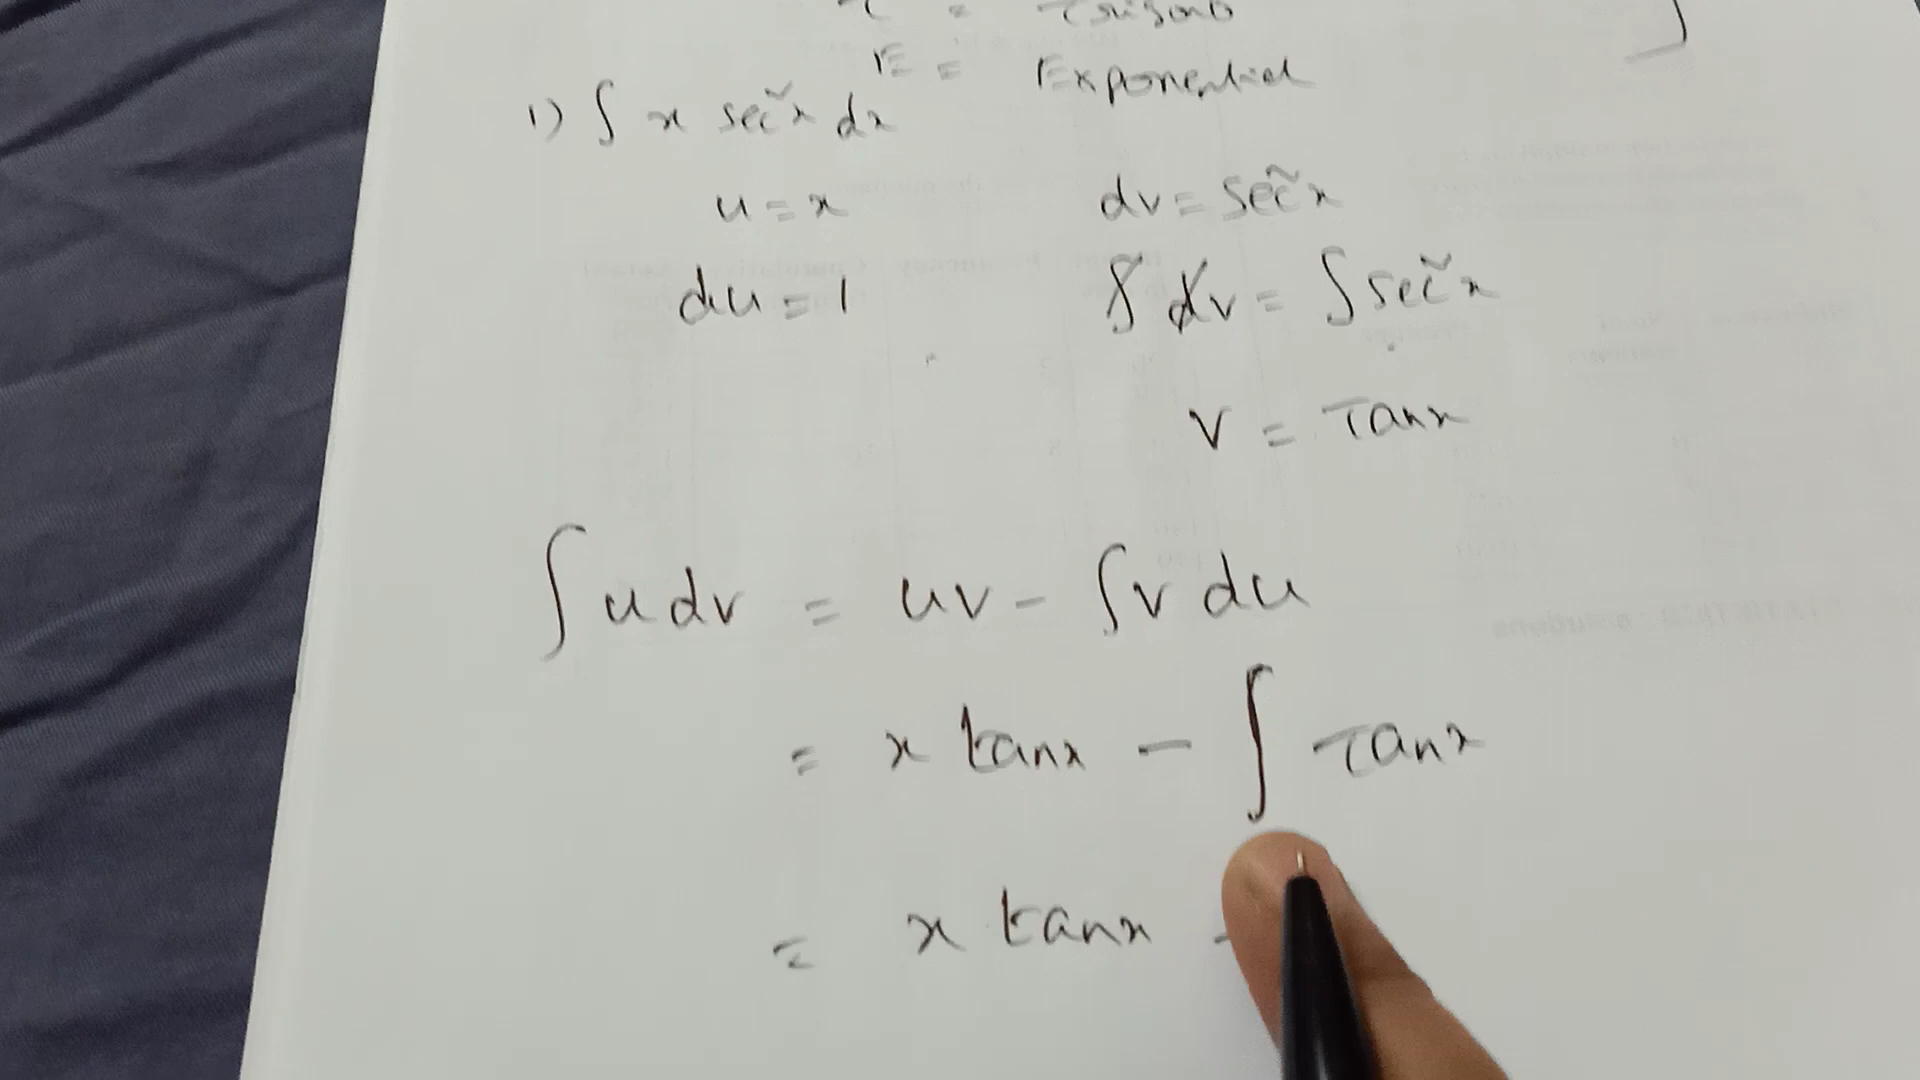 E = Exponential
1) ∫ x sec²x dx
u = x dv = sec²x
du = 1 ∫ dv = ∫ sec²x
v = Tanx
∫ u dv = uv - ∫ v du
= x tanx - ∫ Tanx
= x tanx -